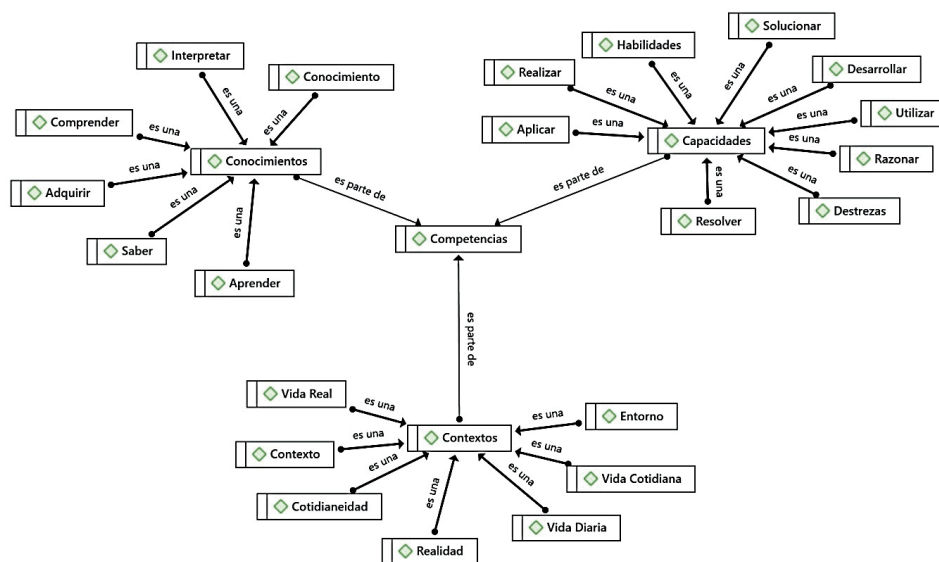 Solucionar
Interpretar
Habilidades
Conocimiento
Realizar
Desarrollar
es una
es una
es una
es una
es una
es una
Comprender
es una
Aplicar
es una
Capacidades
es una
Utilizar
es una
Conocimientos
es una
Razonar
Adquirir
es una
es parte de
es parte de
es una
es una
Destrezas
es una
es una
Resolver
Saber
Competencias
Aprender
es parte de
Vida Real
es una
es una
Entorno
Contexto
es una
Contextos
es una
es una
Vida Cotidiana
Cotidianeidad
es una
es una
Vida Diaria
Realidad